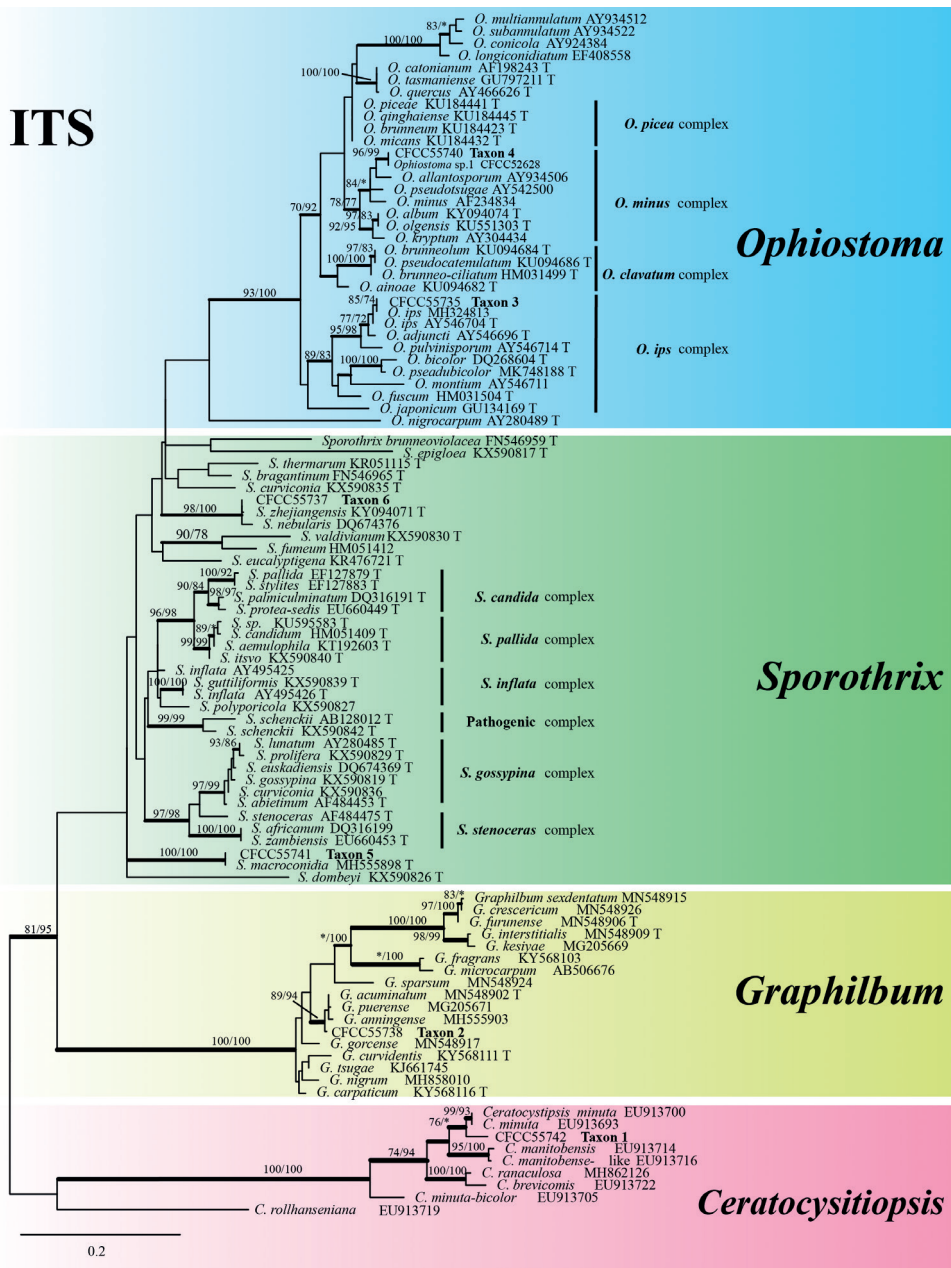 ITS
83/*
O. multiannulatum AY934512
O. subannulatum AY934522
100/100
O. conicola AY924384
O. longiconidiatum EF408558
100/100
O. catonianum AF198243 T
O. tasmaniense GU797211 T
O. quercus AY466626 T
O. piceae KU184441 T
O. qinghaiense KU184445 T
O. brunneum KU184423 T
O. micans KU184432 T
O. picea complex
96/99
CFCC55740 Taxon 4
Ophiostoma sp.1 CFCC52628
O. allantosporum AY934506
84/*
O. pseudotsugae AY542500
78/77
O. minus AF234834
97/83
O. album KY094074 T
92/95
O. olgensis KU551303 T
O. kryptum AY304434
O. minus complex
70/92
97/83
O. brunneolum KU094684 T
100/100
O. pseudocatenulatum KU094686 T
O. brunneo-ciliatum HM031499 T
O. ainoae KU094682 T
O. clavatum complex
Ophiostoma
93/100
85/74
CFCC55735 Taxon 3
O. ips MH324813
77/72
O. ips AY546704 T
95/98
O. adjuncti AY546696 T
O. pulvinisporum AY546714 T
89/83
100/100
O. bicolor DQ268604 T
O. pseadubicolor MK748188 T
O. montium AY546711
O. fuscum HM031504 T
O. japonicum GU134169 T
O. ips complex
O. nigrocarpum AY280489 T
Sporothrix brunneoviolacea FN546959 T
S. epigloea KX590817 T
S. thermarum KR051115 T
S. bragantinum FN546965 T
S. curviconia KX590835 T
CFCC55737 Taxon 6
98/100
S. zhejiangensis KY094071 T
S. nebularis DQ674376
90/78
S. valdivianum KX590830 T
S. fumeum HM051412
S. eucalyptigena KR476721 T
100/92
S. pallida EF127879 T
90/84
S. stylites EF127883 T
98/97
S. palmiculminatum DQ316191 T
S. protea-sedis EU660449 T
S. candida complex
96/98
89/*
S. sp. KU595583 T
S. candidum HM051409 T
99/99
S. aemulophila KT192603 T
S. itsvo KX590840 T
S. pallida complex
S. inflata AY495425
100/100
S. guttiliformis KX590839 T
S. inflata AY495426 T
S. polyporicola KX590827
S. inflata complex
Sporothrix
99/99
S. schenckii AB128012 T
S. schenckii KX590842 T
Pathogenic complex
93/86
S. lunatum AY280485 T
S. prolifera KX590829 T
S. euskadiensis DQ674369 T
97/99
S. gossypina KX590819 T
S. curviconia KX590836
S. abietinum AF484453 T
S. gossypina complex
97/98
S. stenoceras AF484475 T
100/100
S. africanum DQ316199
S. zambiensis EU660453 T
S. stenoceras complex
100/100
CFCC55741 Taxon 5
S. macroconidia MH555898 T
S. dombeyi KX590826 T
81/95
83/*
Graphilbum sexdentatum MN548915
97/100
G. crescericum MN548926
100/100
G. furunense MN548906 T
98/99
G. interstitialis MN548909 T
G. kesiyae MG205669
*/100
*/100
G. fragrans KY568103
G. microcarpum AB506676
G. sparsum MN548924
89/94
G. acuminatum MN548902 T
G. puerense MG205671
G. anningense MH555903
CFCC55738 Taxon 2
100/100
G. gorcense MN548917
G. curvidentis KY568111 T
G. tsugae KJ661745
G. nigrum MH858010
G. carpaticum KY568116 T
Graphilbum
99/93
Ceratocystipsis minuta EU913700
76/*
C. minuta EU913693
CFCC55742 Taxon 1
74/94
95/100
C. manitobensis EU913714
C. manitobense- like EU913716
100/100
100/100
C. ranaculosa MH862126
C. brevicomis EU913722
C. minuta-bicolor EU913705
C. rollhanseniana EU913719
Ceratocysitiopsis
0.2